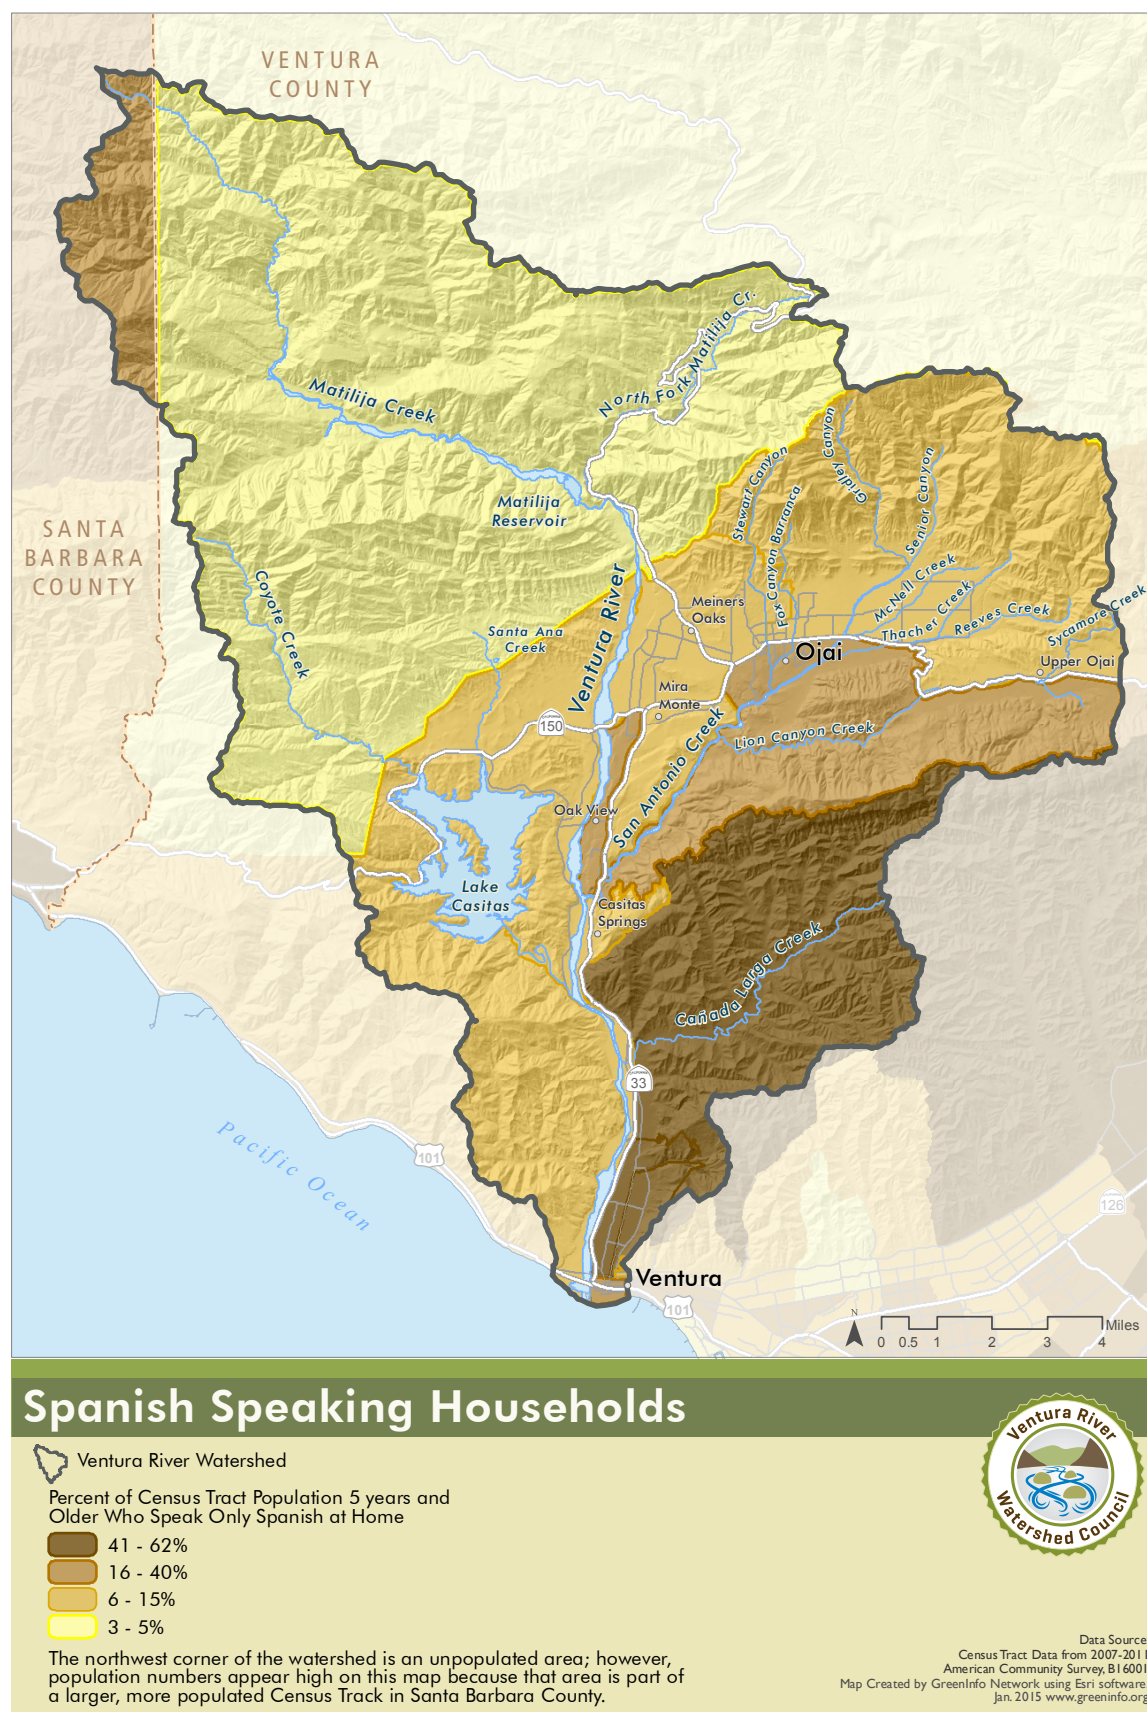 VENTURA
COUNTY
North Fork Matilija Cr.
Matilija Creek
Gridley Canyon
Stewart Canyon
Senior Canyon
Fox Canyon Barranca
Matilija
Reservoir
SANTA
BARBARA
COUNTY
McNell Creek
Thacher Creek
Reeves Creek
Sycamore Creek
Coyote Creek
Ventura River
Meiners
Oaks
Santa Ana
Creek
Ojai
Upper Ojai
Mira
Monte
CALIFORNIA
150
Lion Canyon Creek
San Antonio Creek
Oak View
Lake
Casitas
Casitas
Springs
Cañada Larga Creek
CALIFORNIA
33
Pacific Ocean
101
126
Ventura
101
N
Miles
0 0.5 1 2 3 4
Spanish Speaking Households
Ventura River
Watershed Council
Ventura River Watershed
Percent of Census Tract Population 5 years and
Older Who Speak Only Spanish at Home
41 - 62%
16 - 40%
6 - 15%
3 - 5%
The northwest corner of the watershed is an unpopulated area; however,
population numbers appear high on this map because that area is part of
a larger, more populated Census Track in Santa Barbara County.
Data Source
Census Tract Data from 2007-2011
American Community Survey, B16001
Map Created by GreenInfo Network using Esri software
Jan. 2015 www.greeninfo.org